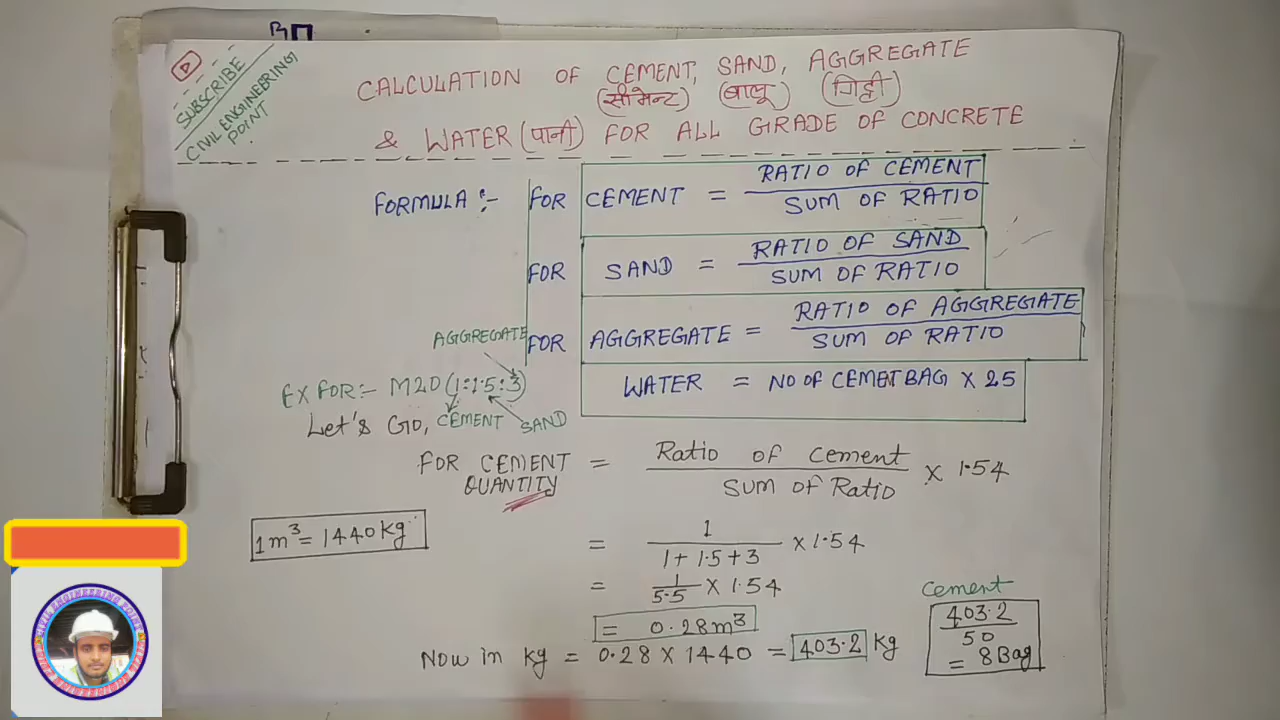 SUBSCRIBE
CIVIL ENGINEERING
POINT
CALCULATION OF CEMENT, SAND, AGGREGATE
(सीमेन्ट) (बालू) (गिट्टी)
& WATER (पानी) FOR ALL GRADE OF CONCRETE
FORMULA :- FOR CEMENT = RATIO OF CEMENT
SUM OF RATIO
FOR SAND = RATIO OF SAND
SUM OF RATIO
FOR AGGREGATE = RATIO OF AGGREGATE
SUM OF RATIO
WATER = NO OF CEMET BAG × 25
AGGREGATE
EX FOR:- M20 (1:1.5:3)
Let's GO, CEMENT SAND
FOR CEMENT = Ratio of cement × 1.54
QUANTITY SUM OF Ratio
1m³ = 1440 kg
= 1 × 1.54
1 + 1.5 + 3
= 1 × 1.54
5.5
= 0.28m³
Now in kg = 0.28 × 1440 = 403.2 kg
Cement
403.2
50
= 8 Bag
CIVIL ENGINEERING POINT